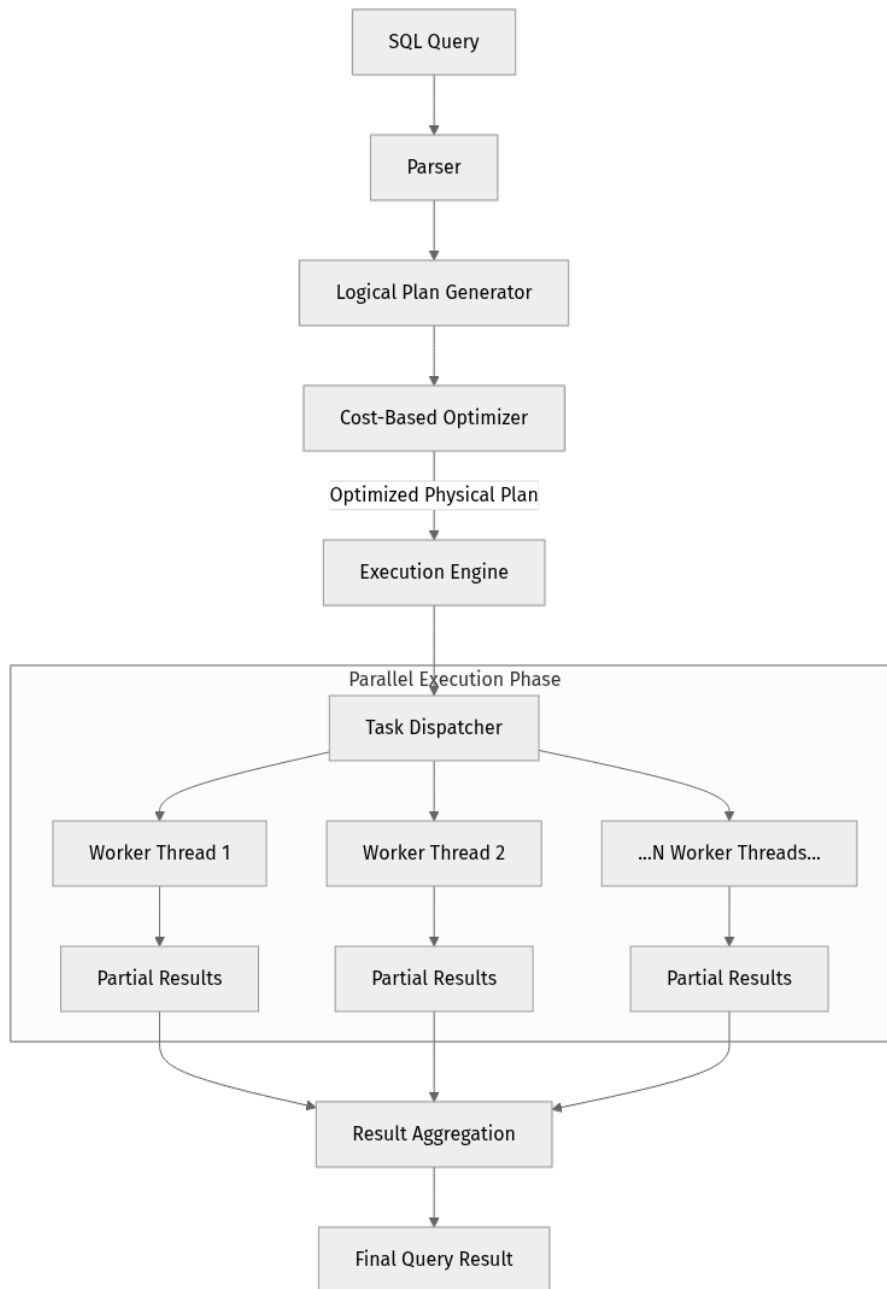 SQL Query
Parser
Logical Plan Generator
Cost-Based Optimizer
Optimized Physical Plan
Execution Engine
Parallel Execution Phase
Task Dispatcher
Worker Thread 1
Worker Thread 2
...N Worker Threads...
Partial Results
Partial Results
Partial Results
Result Aggregation
Final Query Result